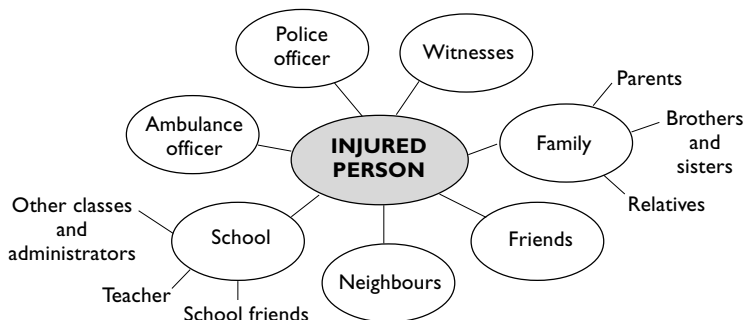 Police
officer
Witnesses
Parents
Ambulance
officer
INJURED
PERSON
Family
Brothers
and
sisters
Relatives
Other classes
and
administrators
School
Friends
Neighbours
Teacher
School friends